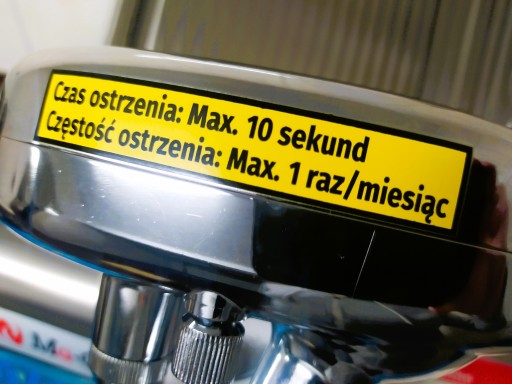 Czas ostrzenia: Max. 10 sekund
Częstość ostrzenia: Max. 1 raz/miesiąc